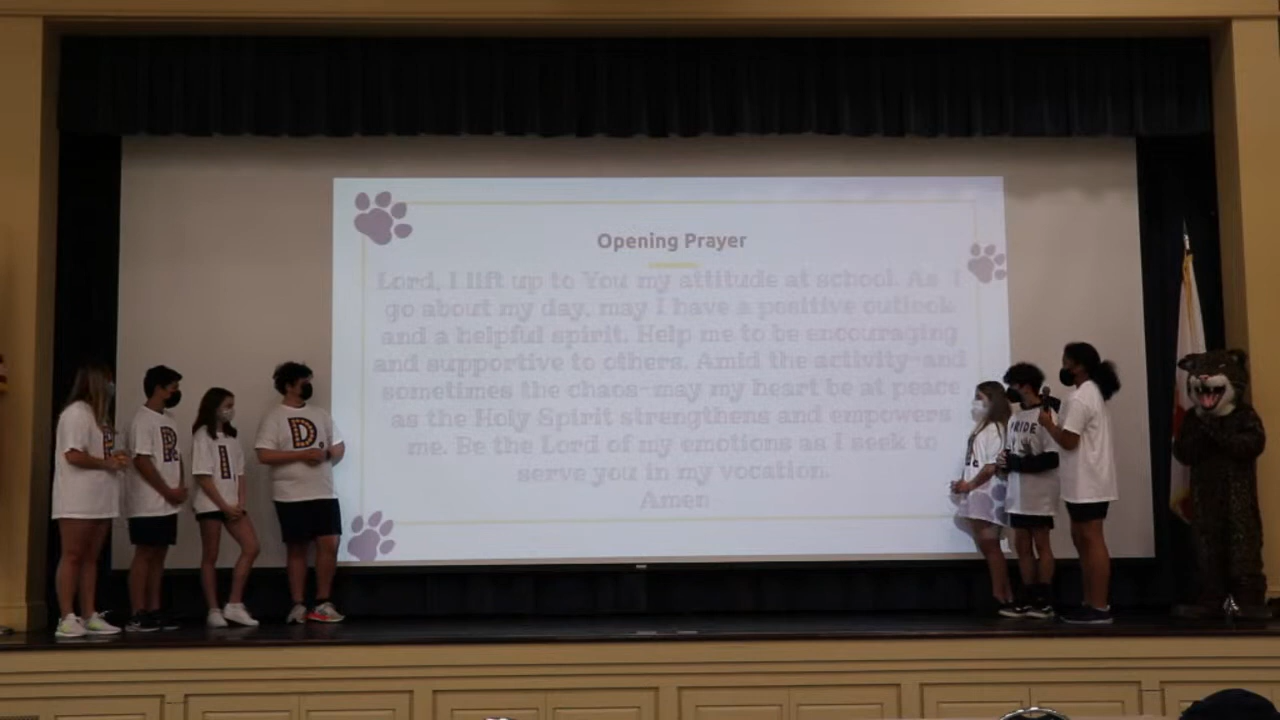 Opening Prayer
Lord, I lift up to You my attitude at school. As I
go about my day, may I have a positive outlook
and a helpful spirit. Help me to be encouraging
and supportive to others. Amid the activity-and
sometimes the chaos-may my heart be at peace
as the Holy Spirit strengthens and empowers
me. Be the Lord of my emotions as I seek to
serve you in my vocation.
Amen
R
I
D.
PRIDE